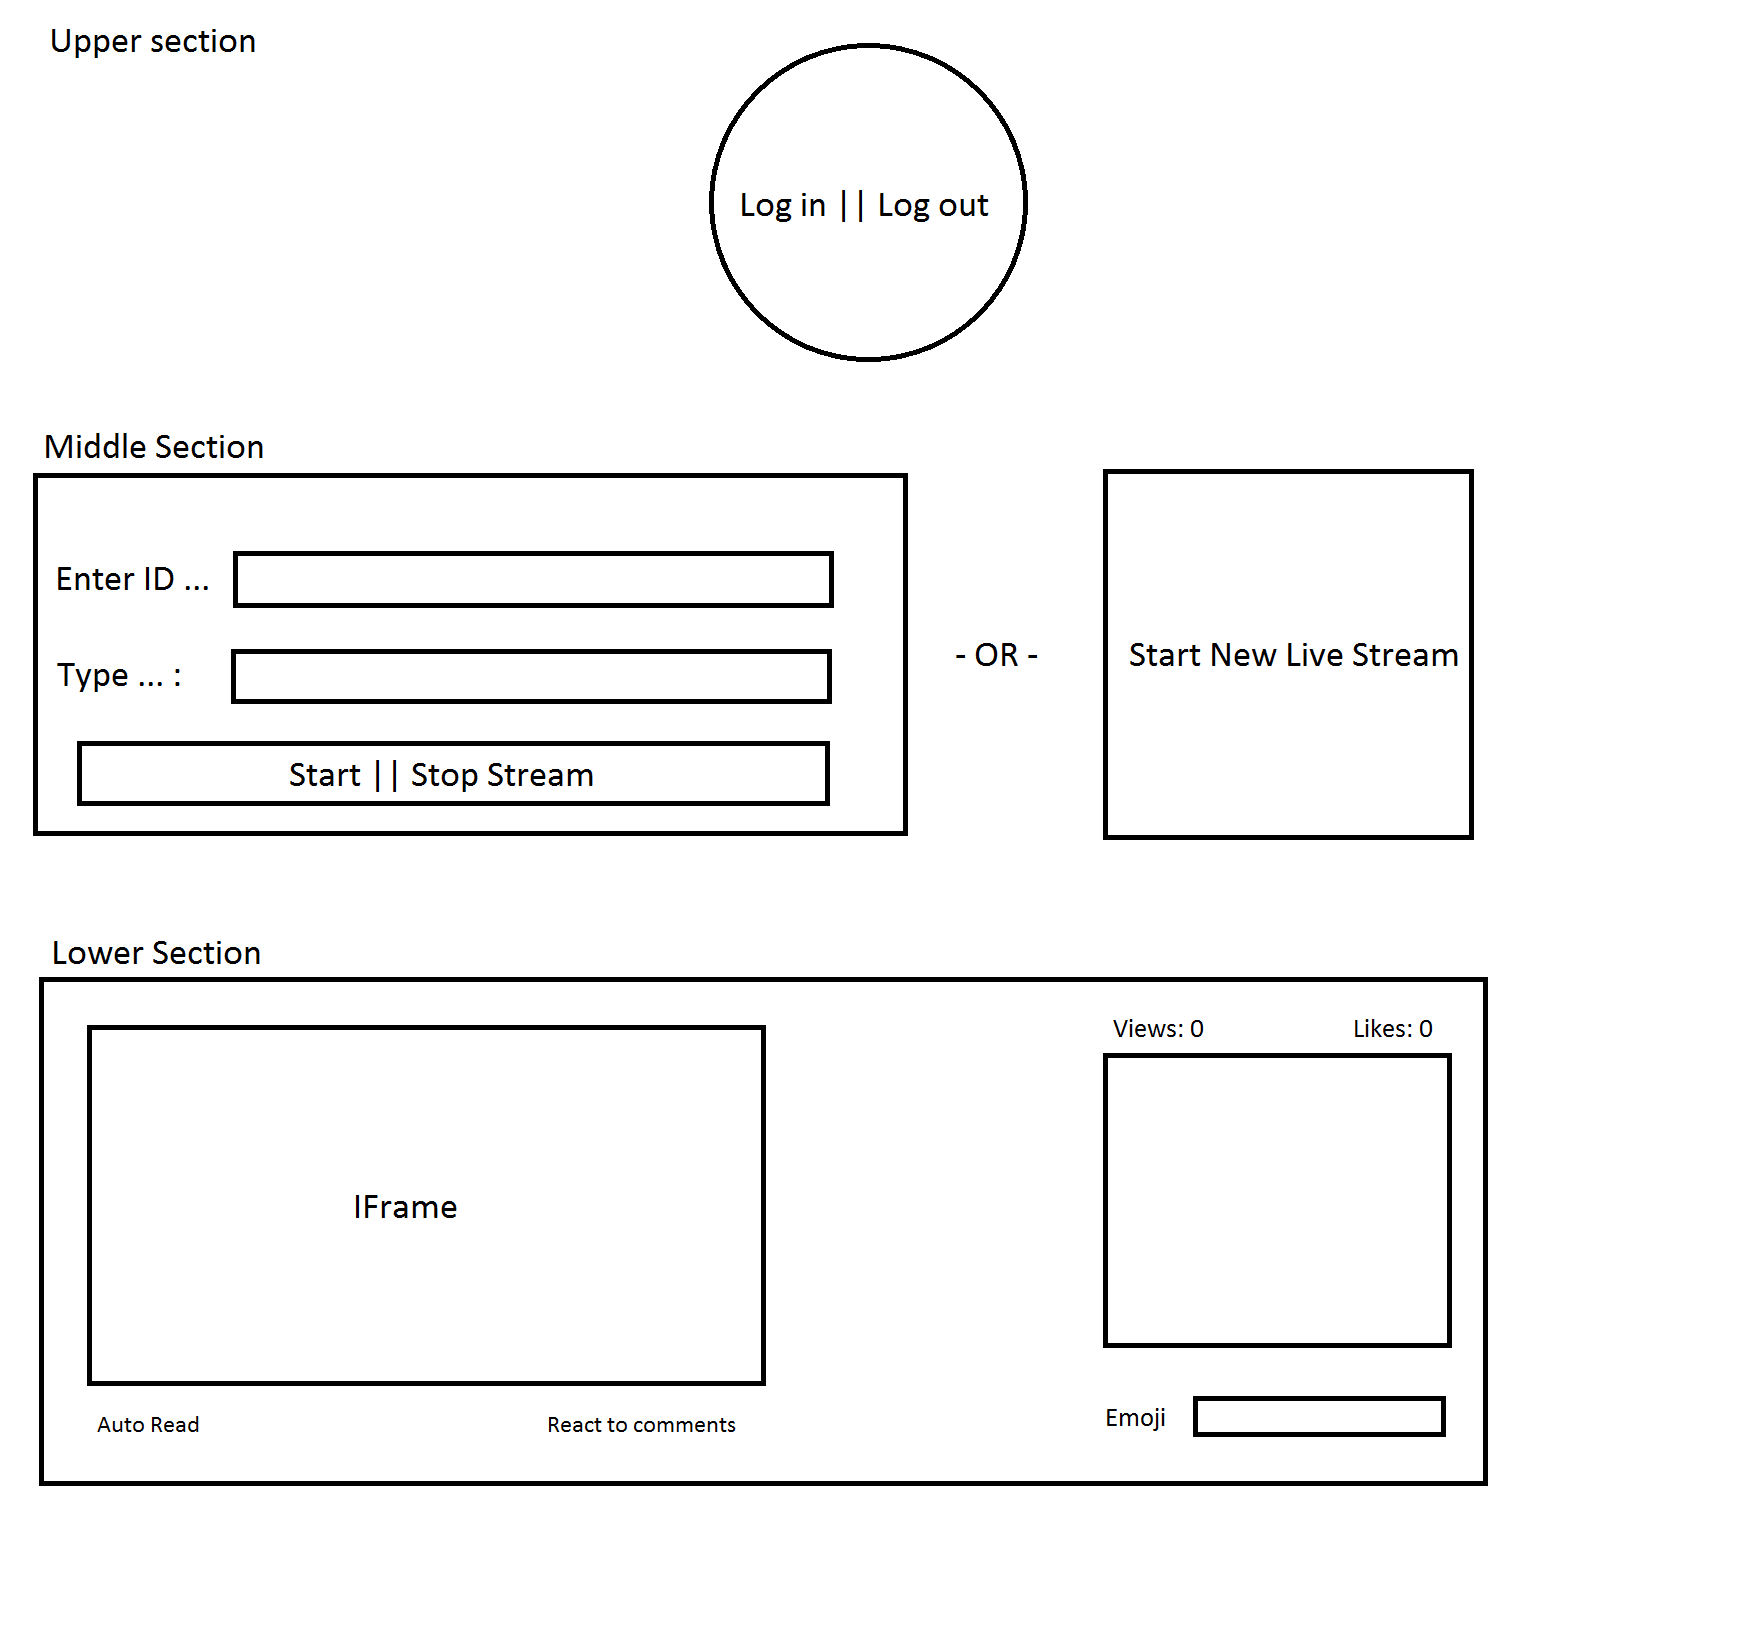 Upper section
Log in || Log out
Middle Section
Enter ID ...
Type ... :
Start || Stop Stream
- OR -
Start New Live Stream
Lower Section
Views: 0
Likes: 0
IFrame
Auto Read
React to comments
Emoji